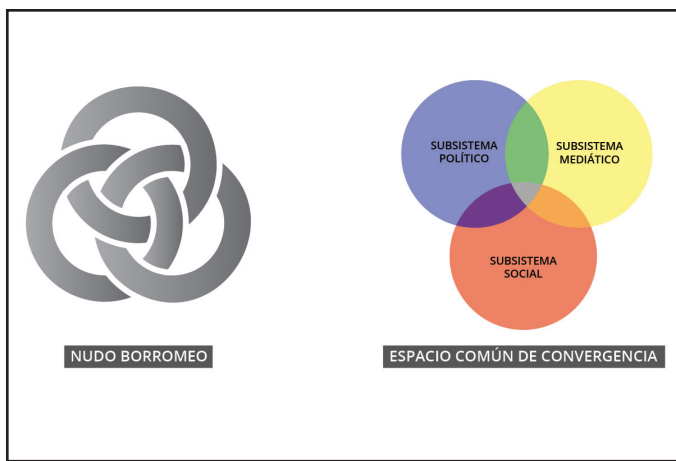 SUBSISTEMA
POLÍTICO
SUBSISTEMA
MEDIÁTICO
SUBSISTEMA
SOCIAL
NUDO BORROMEO
ESPACIO COMÚN DE CONVERGENCIA